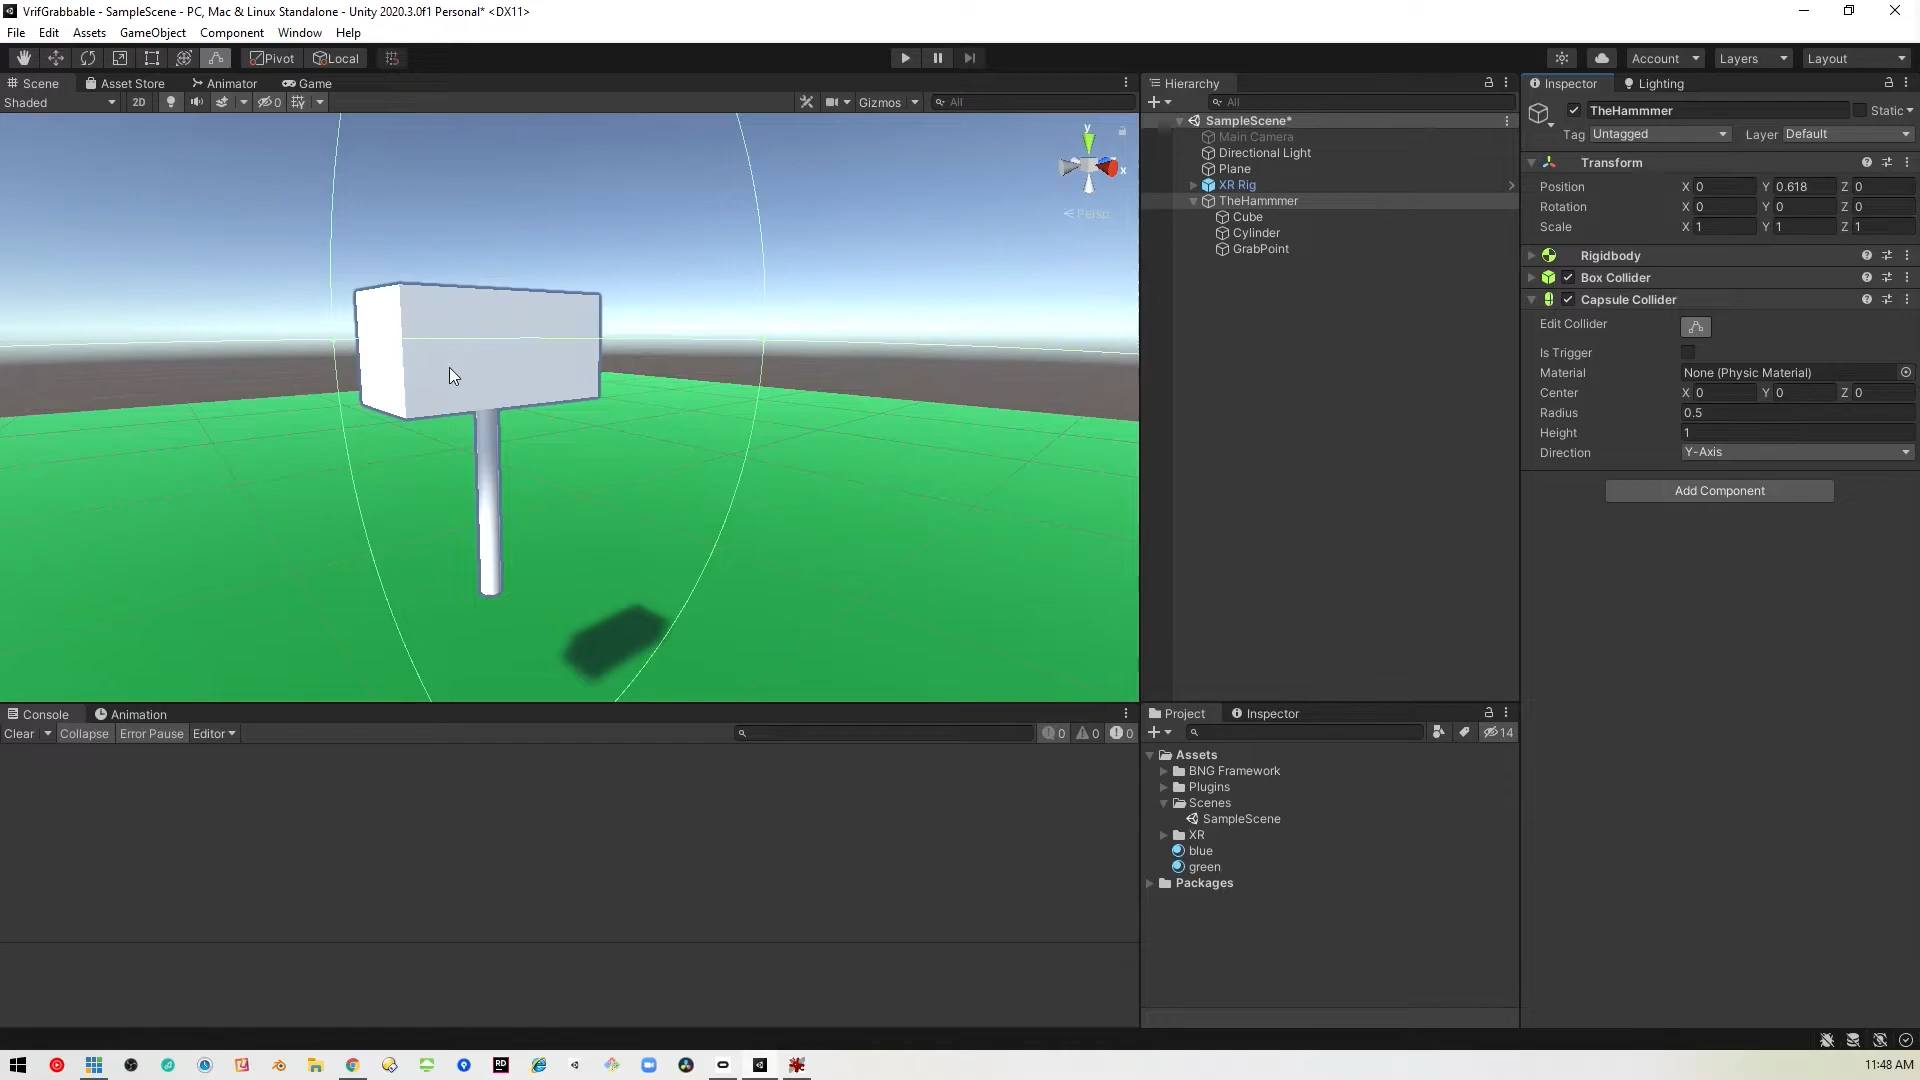 VrifGrabbable - SampleScene - PC, Mac & Linux Standalone - Unity 2020.3.0f1 Personal* <DX11>
File Edit Assets GameObject Component Window Help
Pivot Local Account Layers Layout
Scene Asset Store Animator Game
Shaded 2D 0 Gizmos All
y
x
Persp
Hierarchy
All
SampleScene*
Main Camera
Directional Light
Plane
XR Rig
TheHammmer
Cube
Cylinder
GrabPoint
Inspector Lighting
TheHammmer Static
Tag Untagged Layer Default
Transform
Position X 0 Y 0.618 Z 0
Rotation X 0 Y 0 Z 0
Scale X 1 Y 1 Z 1
Rigidbody
Box Collider
Capsule Collider
Edit Collider
Is Trigger
Material None (Physic Material)
Center X 0 Y 0 Z 0
Radius 0.5
Height 1
Direction Y-Axis
Add Component
Console Animation
Clear Collapse Error Pause Editor 0 0 0
Project Inspector
14
Assets
BNG Framework
Plugins
Scenes
SampleScene
XR
blue
green
Packages
RD
11:48 AM